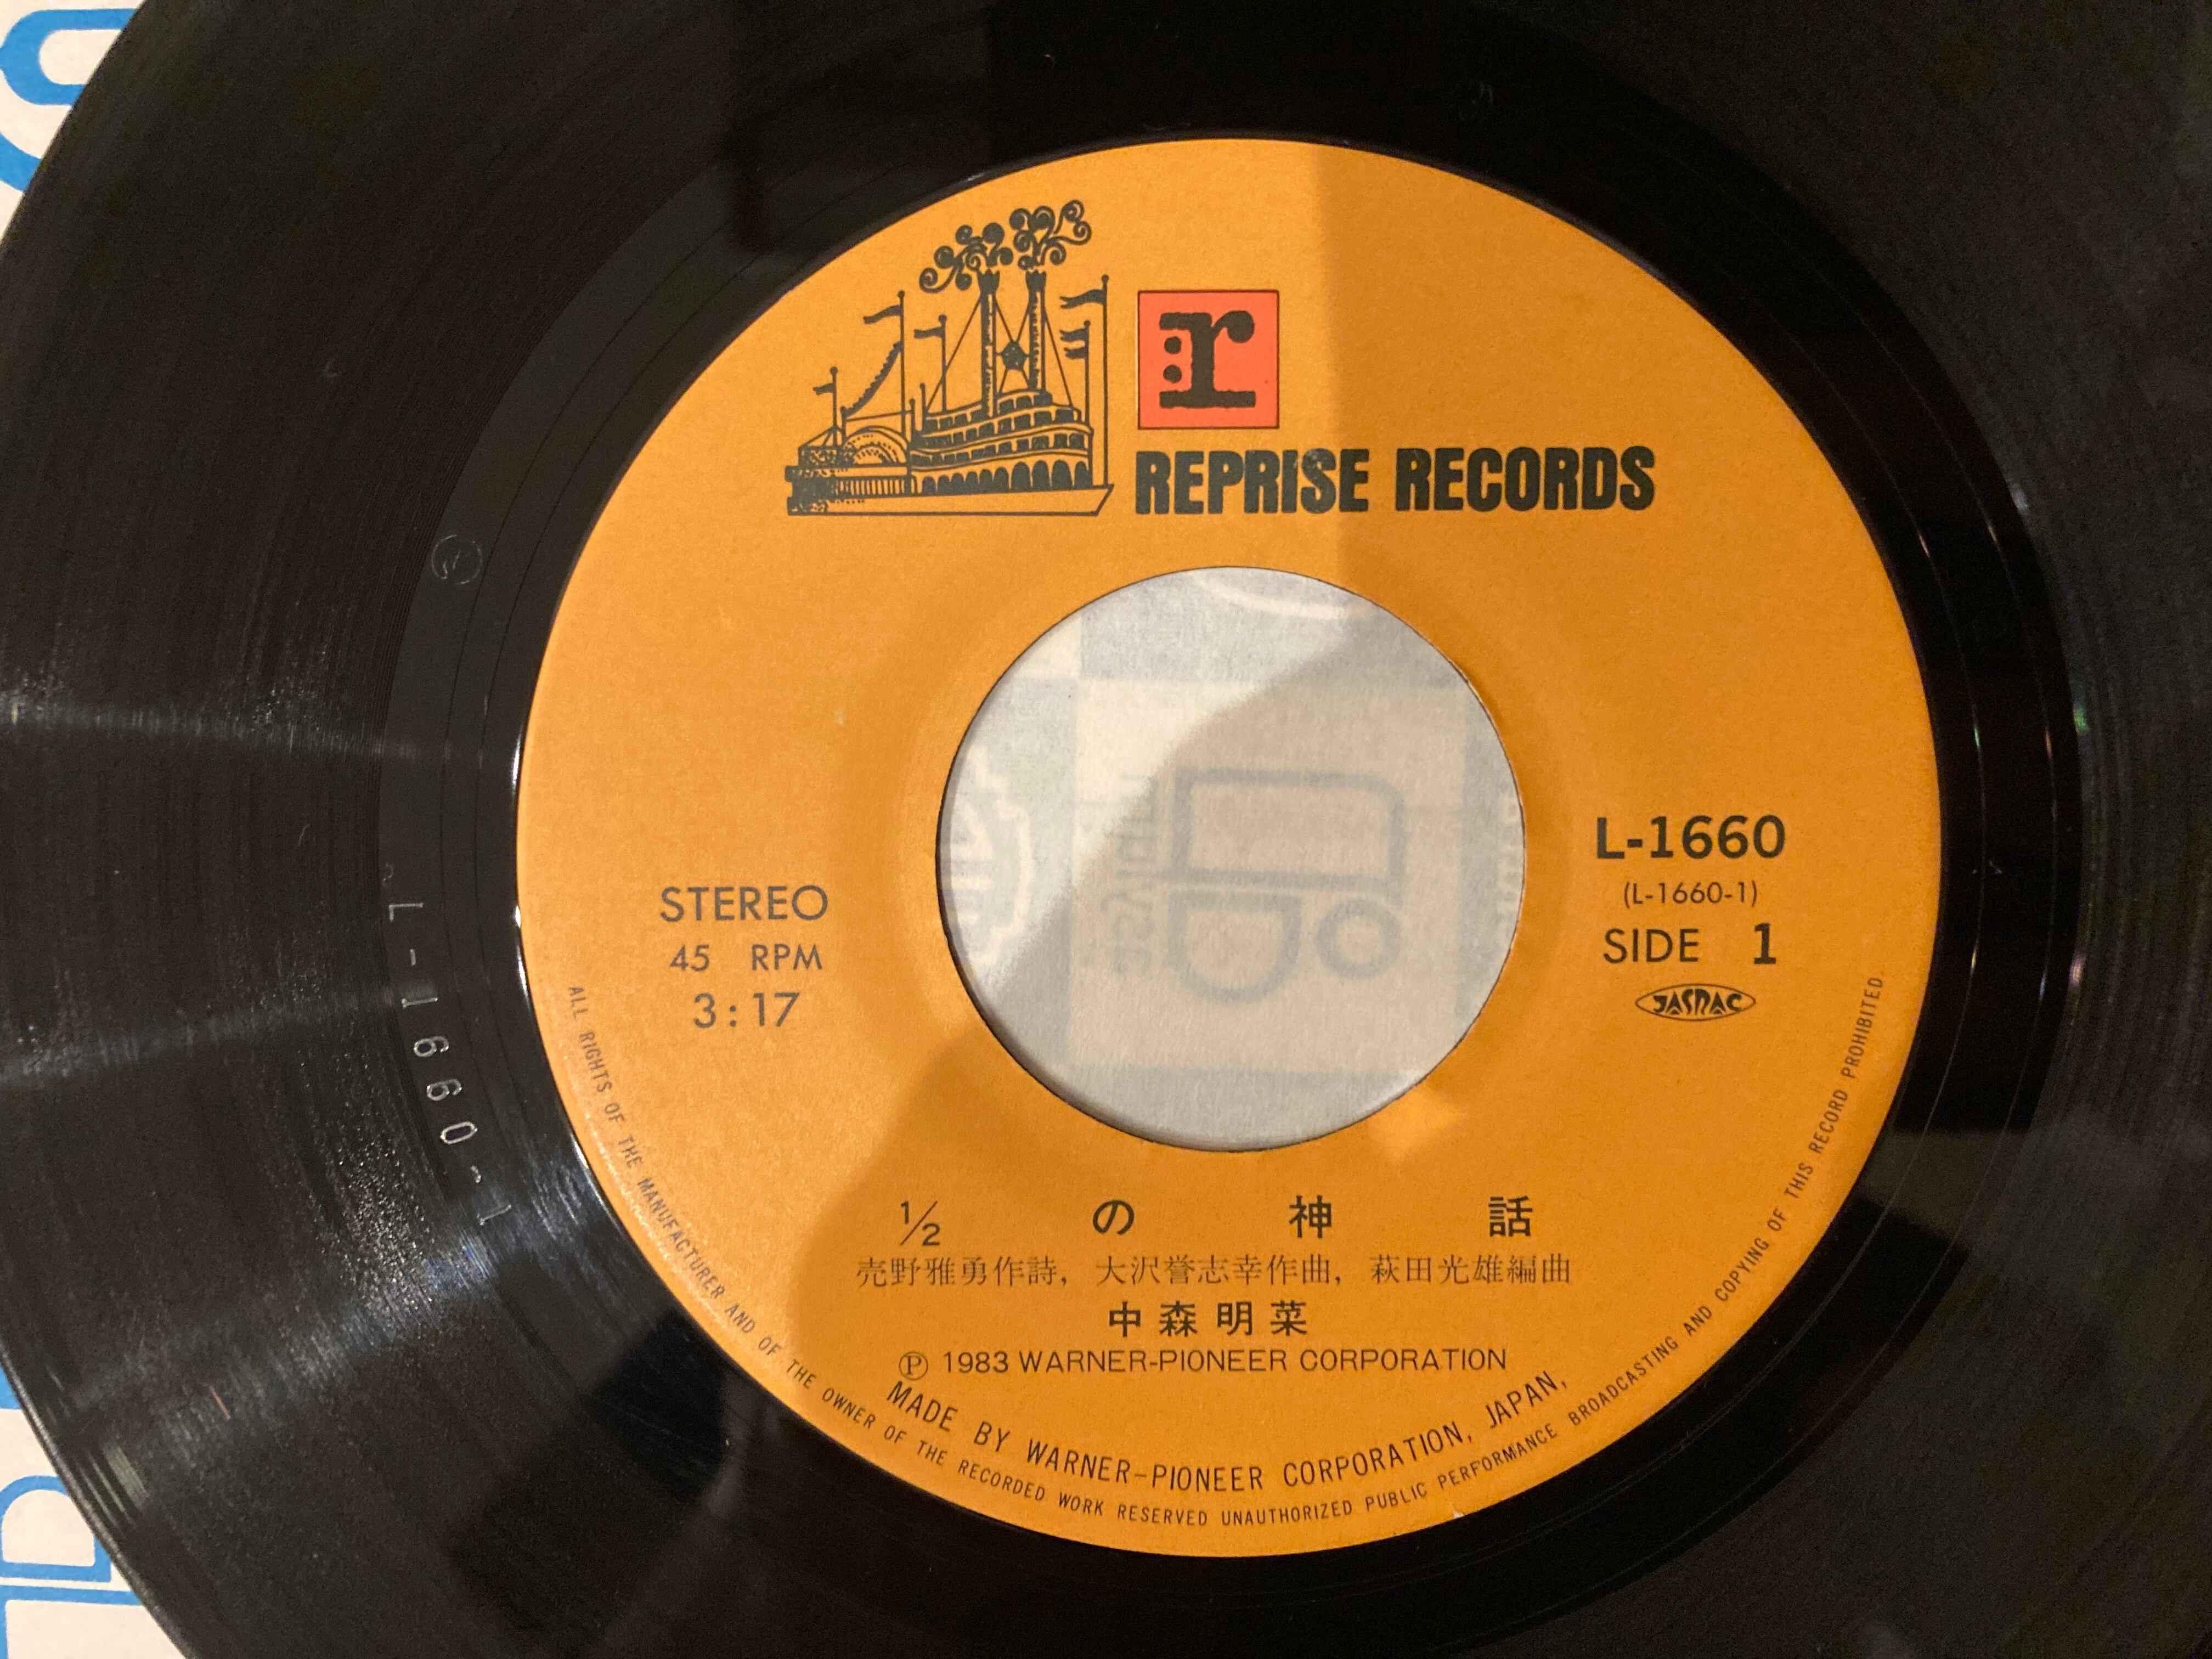 r
REPRISE RECORDS
STEREO
45 RPM
3:17
L-1660
(L-1660-1)
SIDE 1
JASRAC
L-1660-1
1/2の神話
売野雅勇作詩, 大沢誉志幸作曲, 萩田光雄編曲
中森明菜
Ⓟ 1983 WARNER-PIONEER CORPORATION
MADE BY WARNER-PIONEER CORPORATION, JAPAN,
ALL RIGHTS OF THE MANUFACTURER AND OF THE OWNER OF THE RECORDED WORK RESERVED UNAUTHORIZED PUBLIC PERFORMANCE BROADCASTING AND COPYING OF THIS RECORD PROHIBITED.